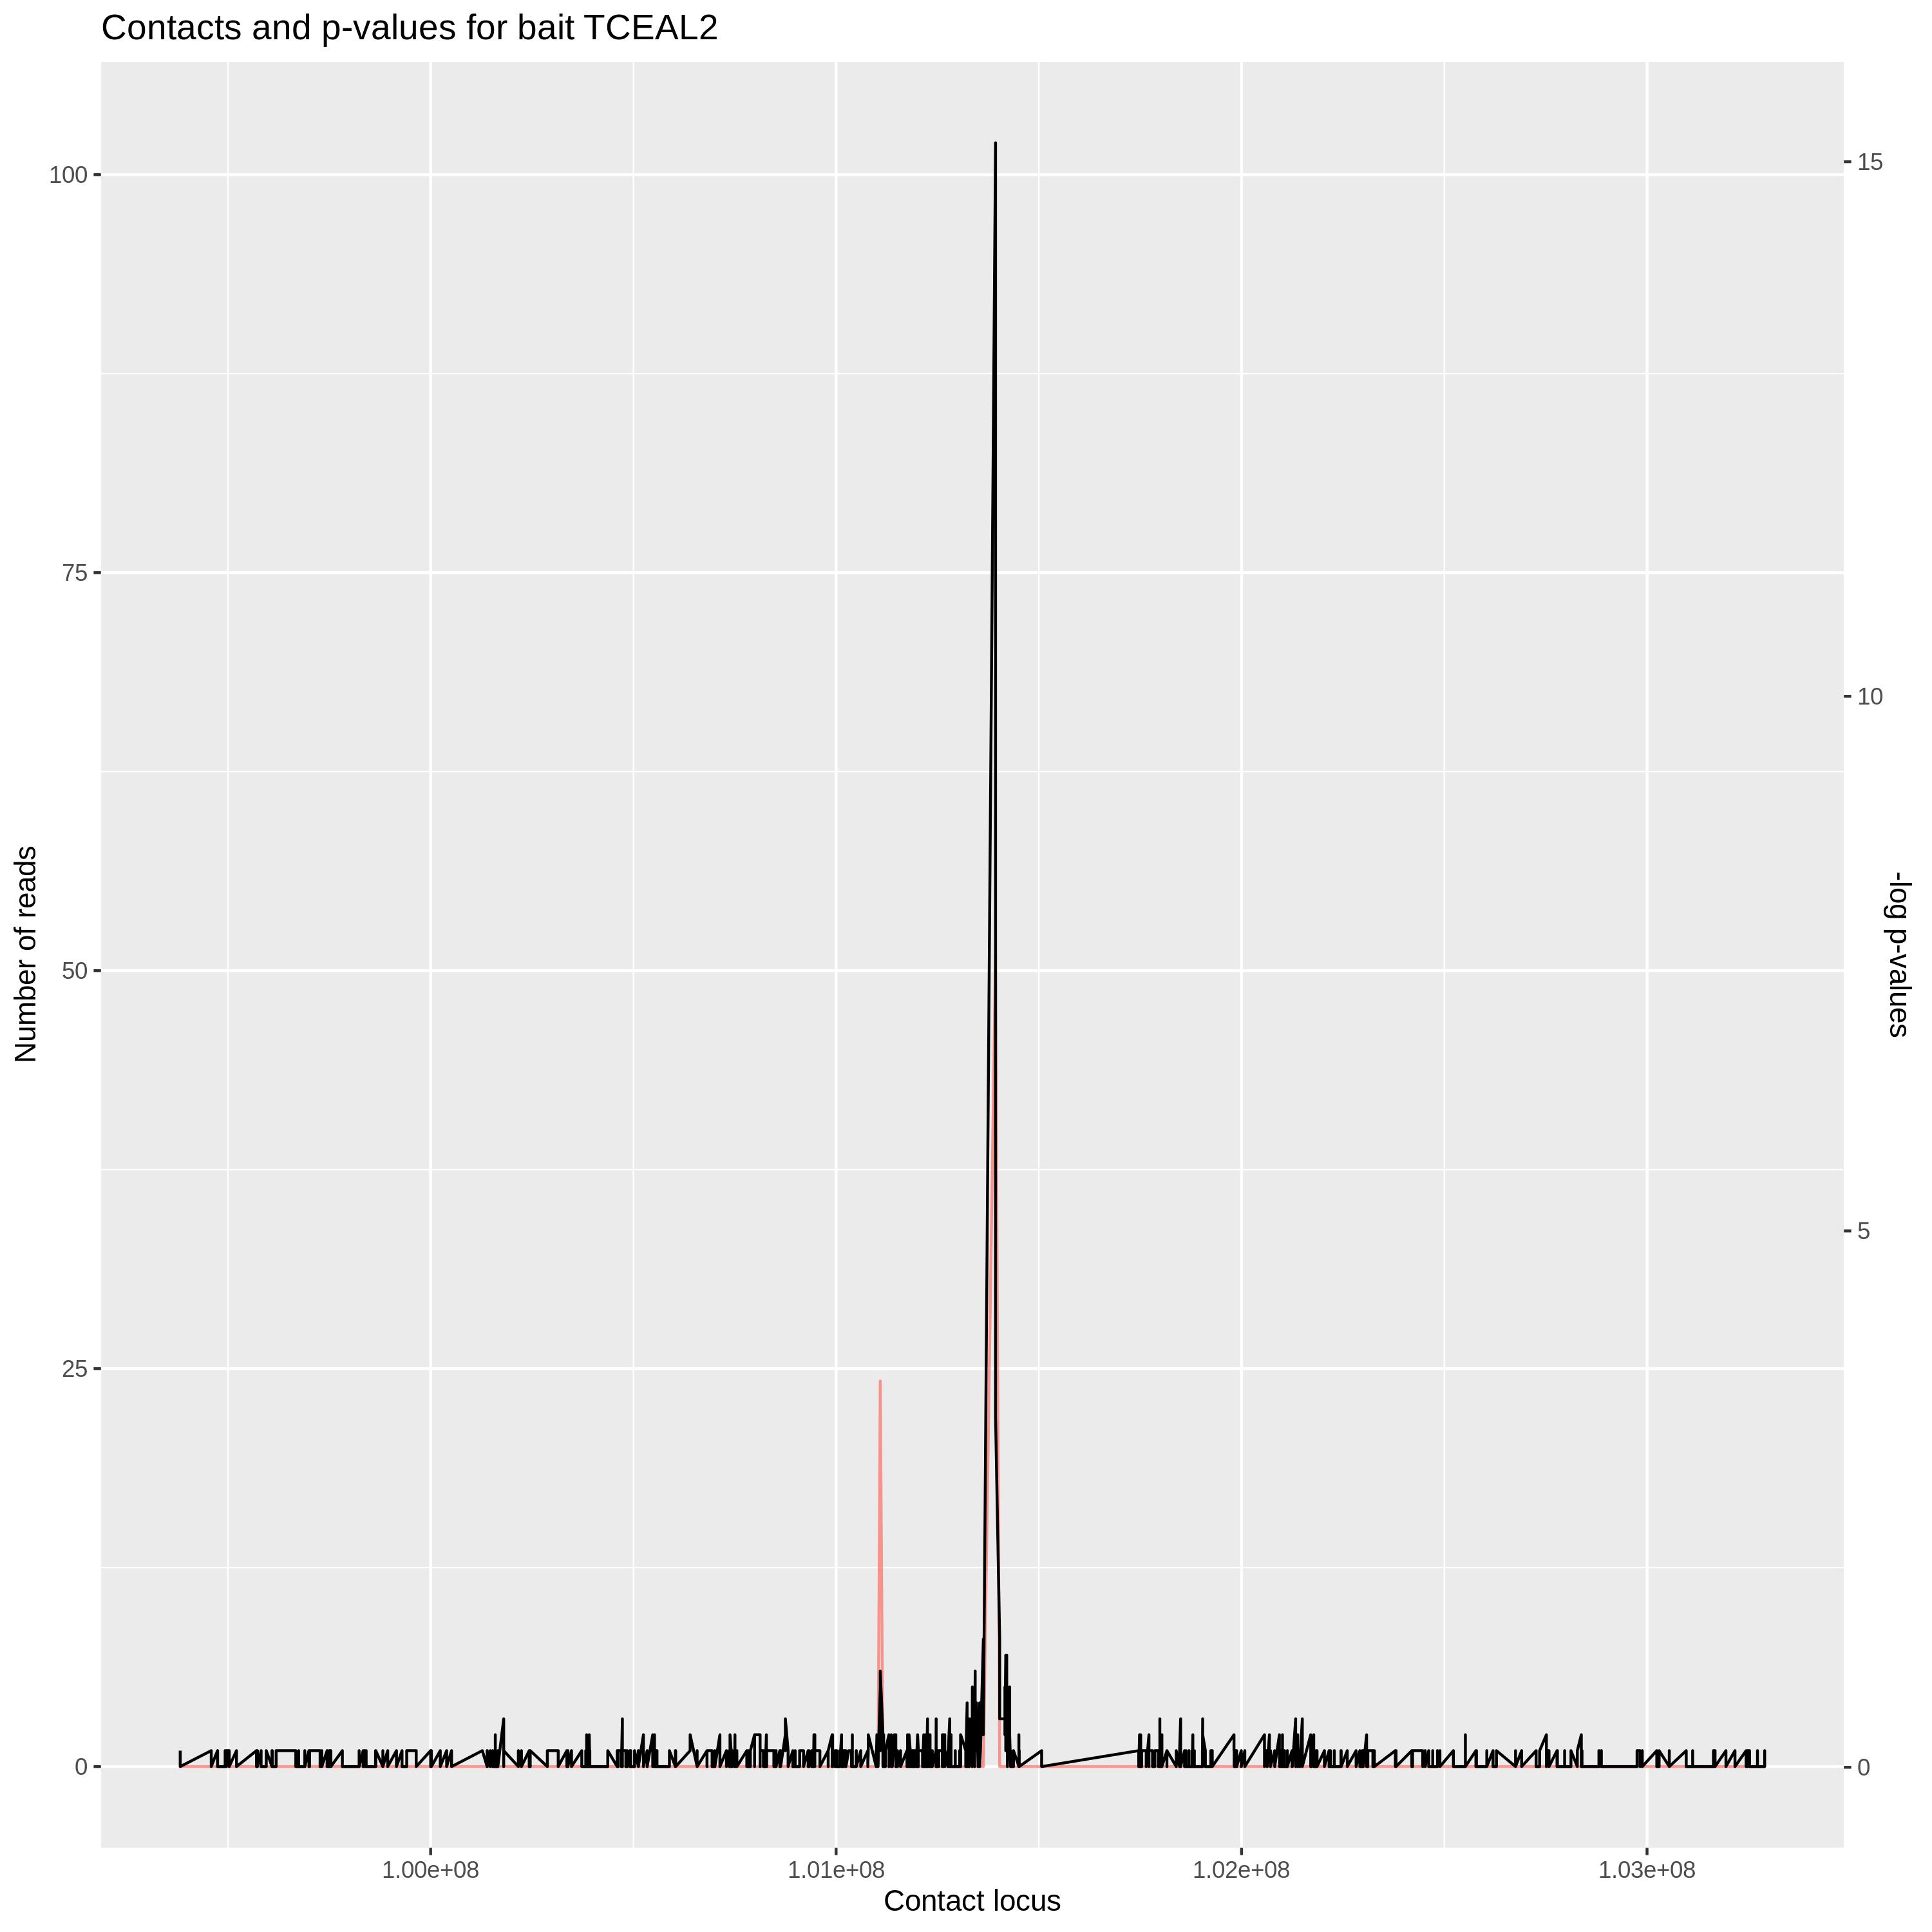 Contacts and p-values for bait TCEAL2
100
75
50
25
0
Number of reads
15
10
5
0
-log p-values
1.00e+08
1.01e+08
1.02e+08
1.03e+08
Contact locus